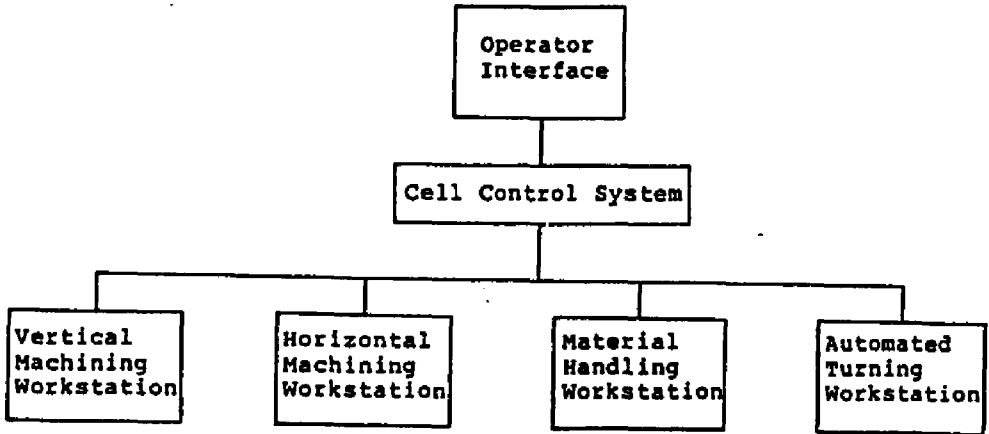 Operator
Interface
Cell Control System
Vertical
Machining
Workstation
Horizontal
Machining
Workstation
Material
Handling
Workstation
Automated
Turning
Workstation